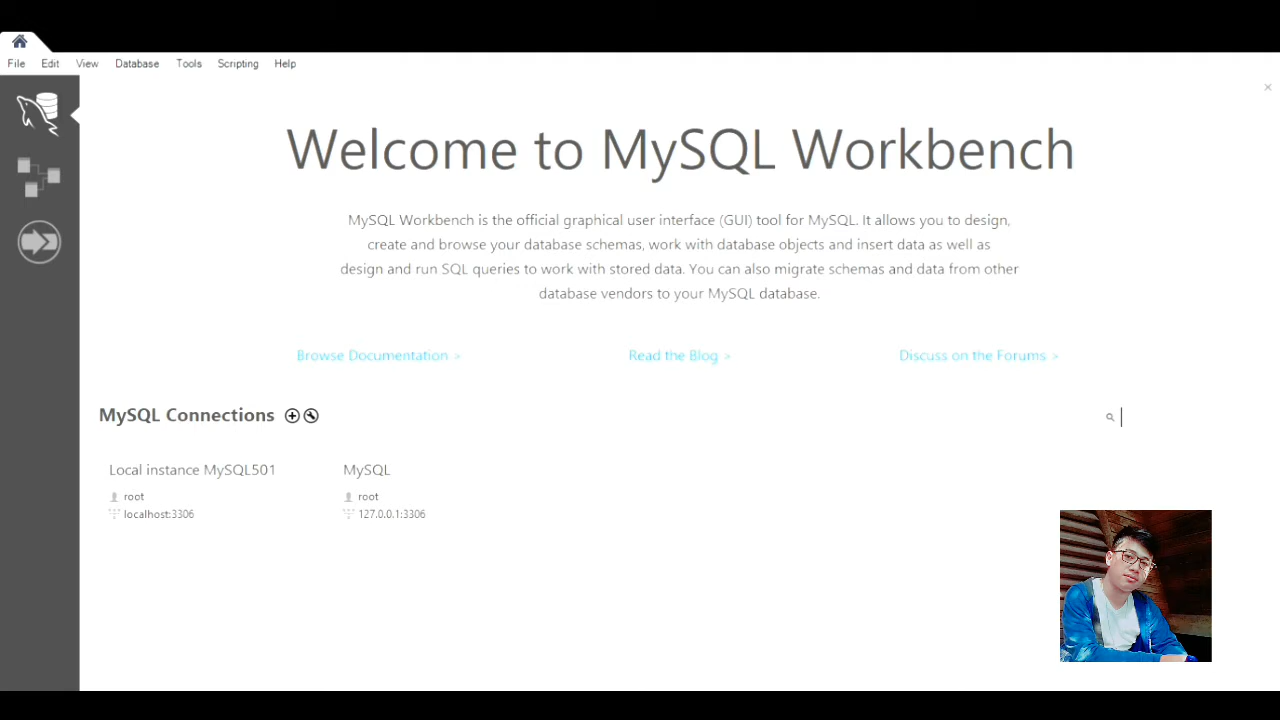 File Edit View Database Tools Scripting Help
Welcome to MySQL Workbench
MySQL Workbench is the official graphical user interface (GUI) tool for MySQL. It allows you to design,
create and browse your database schemas, work with database objects and insert data as well as
design and run SQL queries to work with stored data. You can also migrate schemas and data from other
database vendors to your MySQL database.
Browse Documentation > Read the Blog > Discuss on the Forums >
MySQL Connections
Local instance MySQL501 MySQL
root root
localhost:3306 127.0.0.1:3306